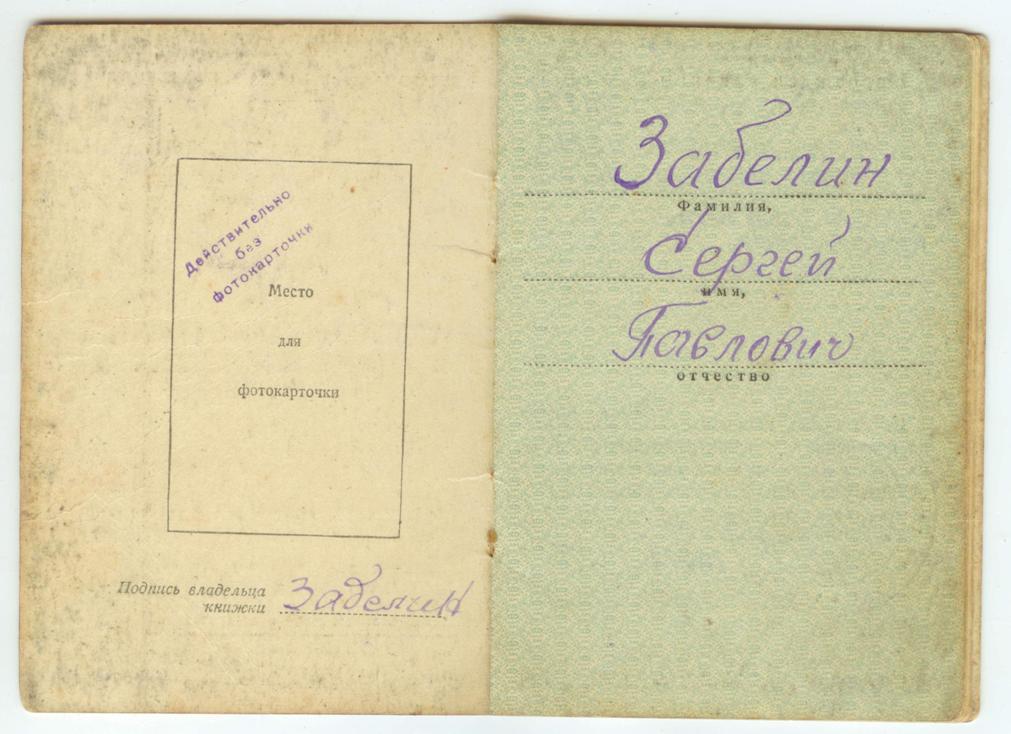 Действительно
без
фотокарточки
Место
для
фотокарточки
Подпись владельца
книжки Забелин
Забелин
Фамилия,
Сергей
имя,
Павлович
отчество